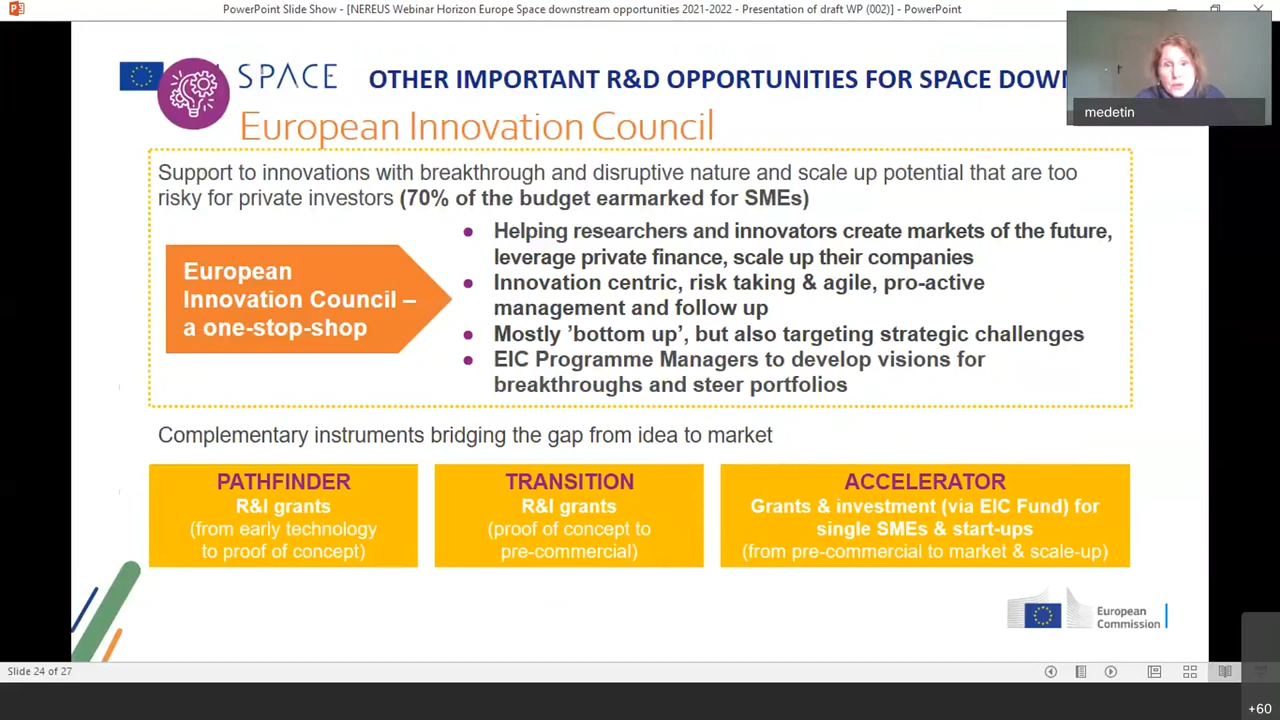 PowerPoint Slide Show - [NEREUS Webinar Horizon Europe Space downstream opportunities 2021-2022 - Presentation of draft WP (002)] - PowerPoint
SPACE
OTHER IMPORTANT R&D OPPORTUNITIES FOR SPACE DOWN
medetin
European Innovation Council
Support to innovations with breakthrough and disruptive nature and scale up potential that are too
risky for private investors (70% of the budget earmarked for SMEs)
European
Innovation Council –
a one-stop-shop
● Helping researchers and innovators create markets of the future,
leverage private finance, scale up their companies
● Innovation centric, risk taking & agile, pro-active
management and follow up
● Mostly ’bottom up’, but also targeting strategic challenges
● EIC Programme Managers to develop visions for
breakthroughs and steer portfolios
Complementary instruments bridging the gap from idea to market
PATHFINDER
R&I grants
(from early technology
to proof of concept)
TRANSITION
R&I grants
(proof of concept to
pre-commercial)
ACCELERATOR
Grants & investment (via EIC Fund) for
single SMEs & start-ups
(from pre-commercial to market & scale-up)
European
Commission
Slide 24 of 27
+60